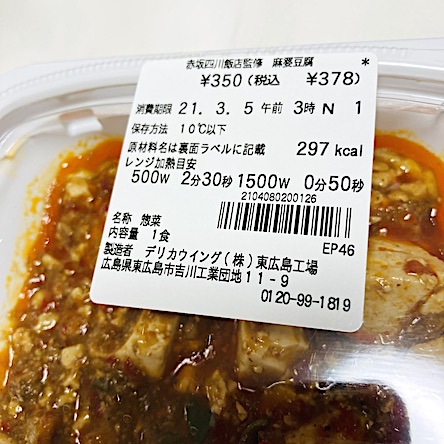 赤坂四川飯店監修 麻婆豆腐 *
¥350(税込 ¥378)
消費期限 21. 3. 5 午前 3時 N 1
保存方法 10℃以下
原材料名は裏面ラベルに記載 297 kcal
レンジ加熱目安
500W 2分30秒 1500W 0分50秒
2104080200126
名称 惣菜
内容量 1食 EP46
製造者 デリカウイング(株)東広島工場
広島県東広島市吉川工業団地11-9
0120-99-1819